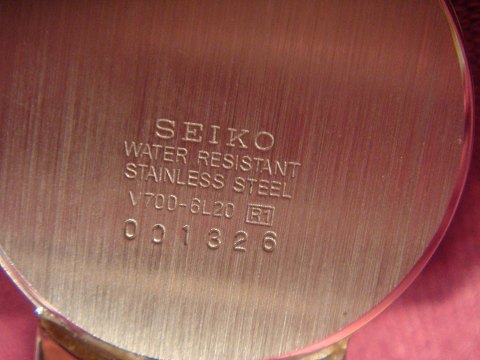 SEIKO
WATER RESISTANT
STAINLESS STEEL
V700-6L20 R1
001326